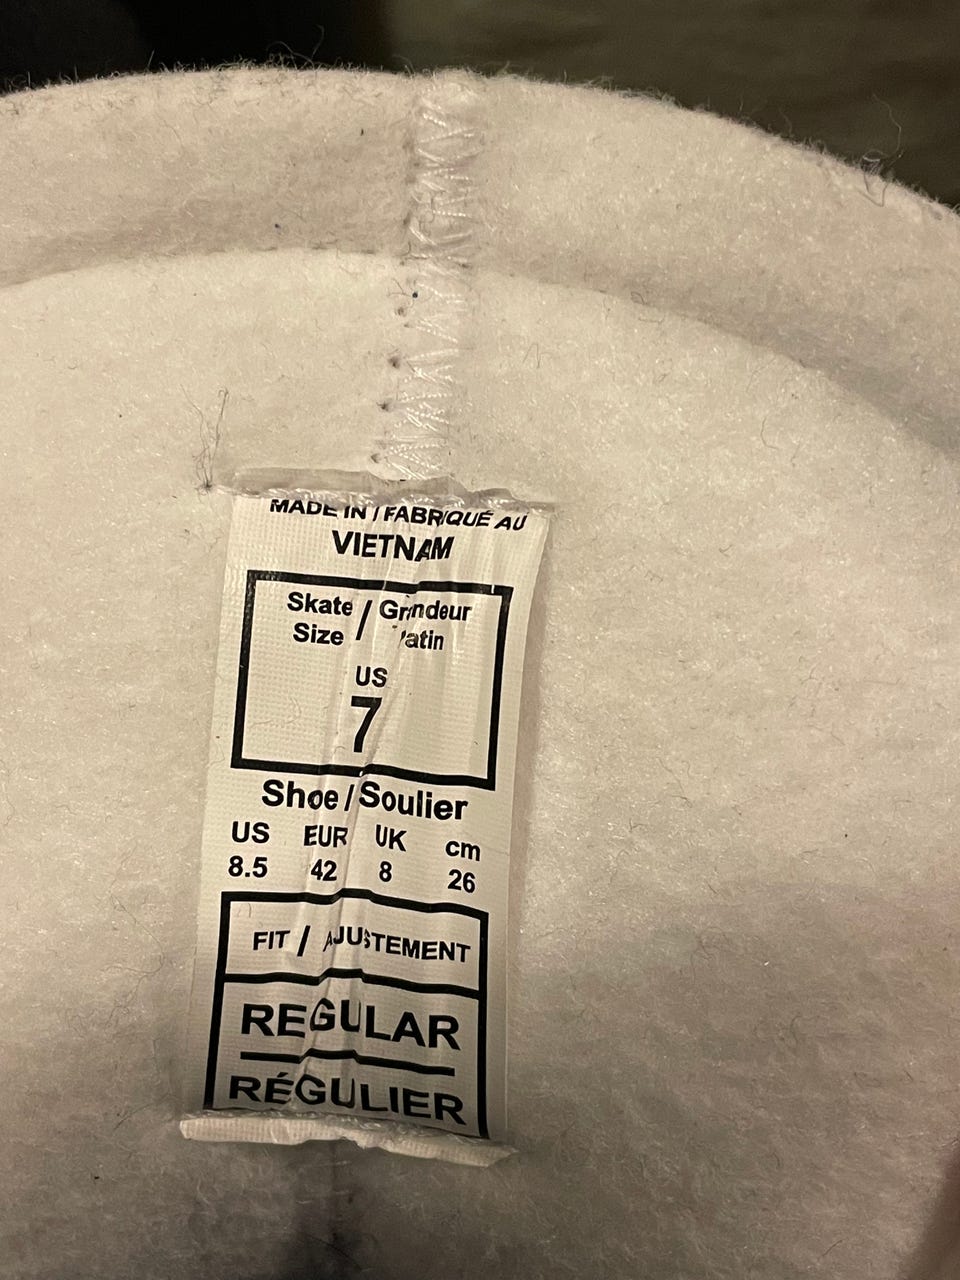 MADE IN / FABRIQUÉ AU
VIETNAM
Skate / Grandeur
Size Patin
US
7
Shoe / Soulier
US EUR UK cm
8.5 42 8 26
FIT / AJUSTEMENT
REGULAR
RÉGULIER